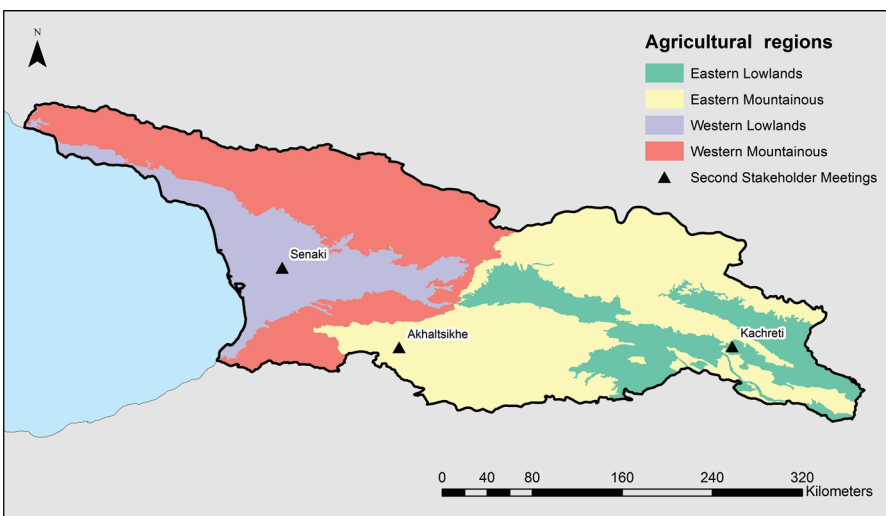 N
Agricultural regions
Eastern Lowlands
Eastern Mountainous
Western Lowlands
Western Mountainous
Second Stakeholder Meetings
Senaki
Akhaltsikhe
Kachreti
0 40 80 160 240 320
Kilometers